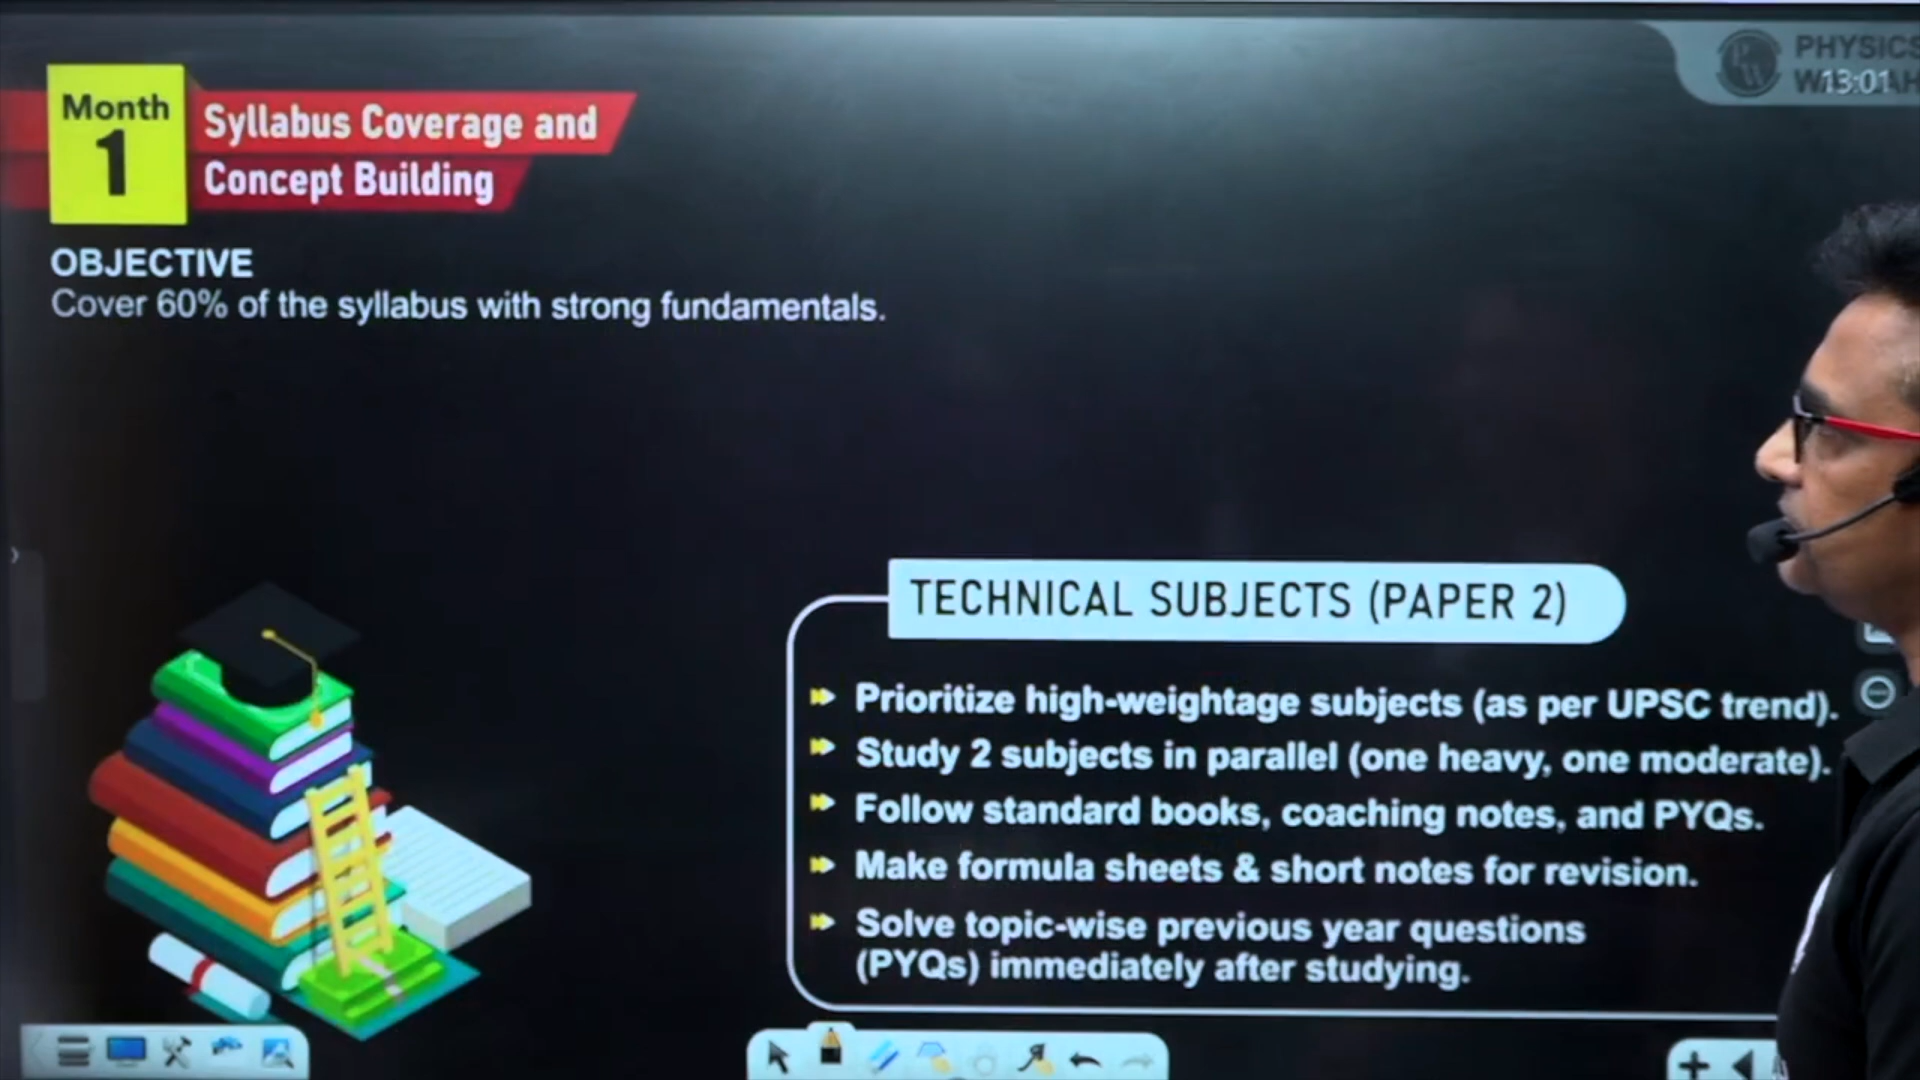 PHYSICS
13:01
Month
1
Syllabus Coverage and
Concept Building
OBJECTIVE
Cover 60% of the syllabus with strong fundamentals.
TECHNICAL SUBJECTS (PAPER 2)
Prioritize high-weightage subjects (as per UPSC trend).
Study 2 subjects in parallel (one heavy, one moderate).
Follow standard books, coaching notes, and PYQs.
Make formula sheets & short notes for revision.
Solve topic-wise previous year questions
(PYQs) immediately after studying.